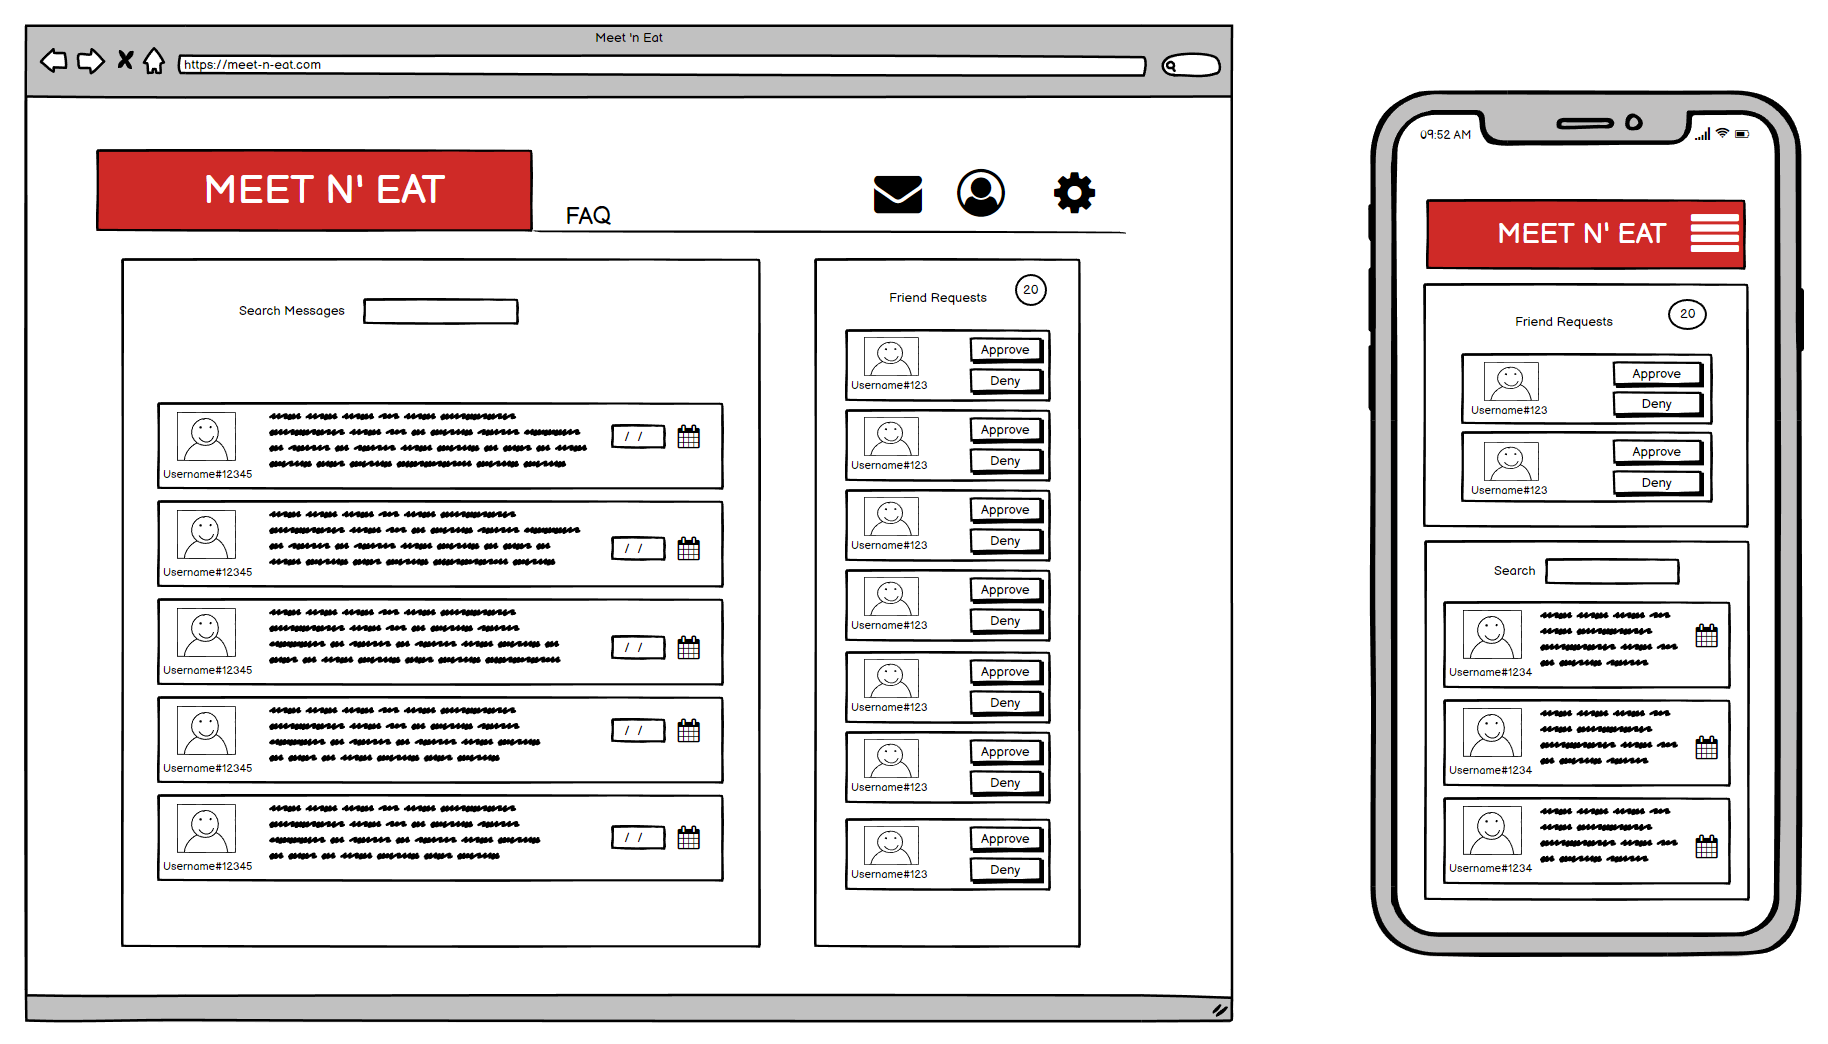 Meet 'n Eat
https://meet-n-eat.com
MEET N' EAT
FAQ
Search Messages
Username#12345
/ /
Username#12345
/ /
Username#12345
/ /
Username#12345
/ /
Username#12345
/ /
Friend Requests
20
Approve
Username#123
Deny
Approve
Username#123
Deny
Approve
Username#123
Deny
Approve
Username#123
Deny
Approve
Username#123
Deny
Approve
Username#123
Deny
Approve
Username#123
Deny
09:52 AM
MEET N' EAT
Friend Requests
20
Approve
Username#123
Deny
Approve
Username#123
Deny
Search
Username#1234
Username#1234
Username#1234